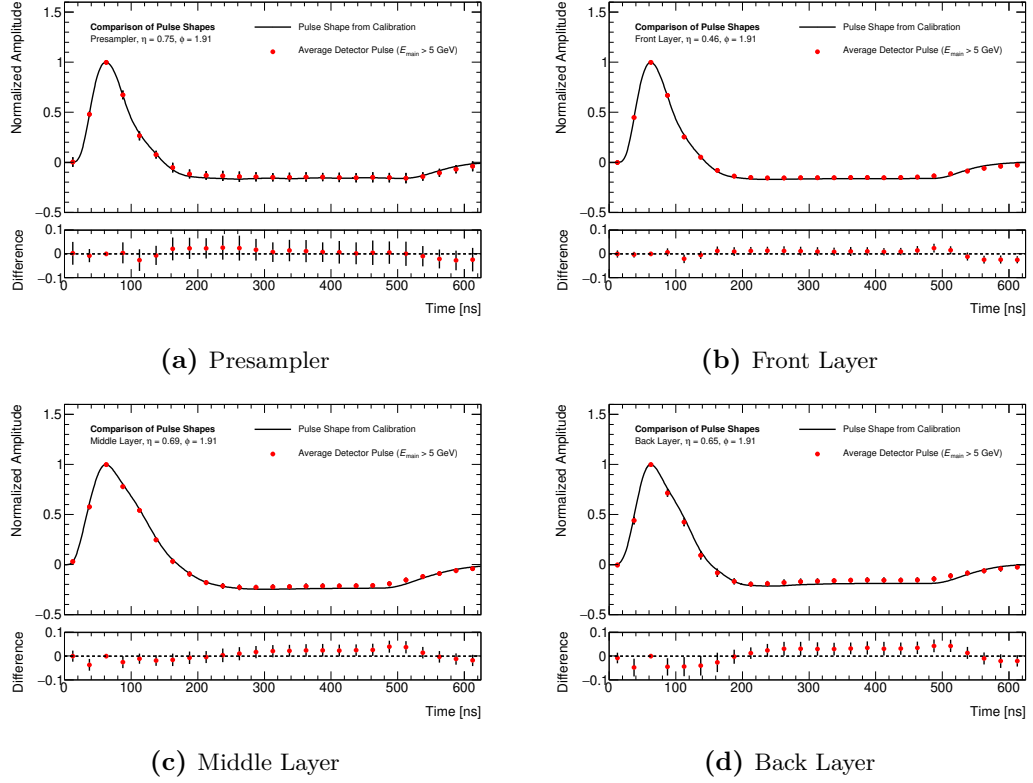 Normalized Amplitude
1.5
1
0.5
0
−0.5
Comparison of Pulse Shapes
Presampler, η = 0.75, ϕ = 1.91
Pulse Shape from Calibration
Average Detector Pulse (E_main > 5 GeV)
Difference
0.1
0
−0.1
0 100 200 300 400 500 600
Time [ns]
(a) Presampler
Normalized Amplitude
1.5
1
0.5
0
−0.5
Comparison of Pulse Shapes
Front Layer, η = 0.46, ϕ = 1.91
Pulse Shape from Calibration
Average Detector Pulse (E_main > 5 GeV)
Difference
0.1
0
−0.1
0 100 200 300 400 500 600
Time [ns]
(b) Front Layer
Normalized Amplitude
1.5
1
0.5
0
−0.5
Comparison of Pulse Shapes
Middle Layer, η = 0.69, ϕ = 1.91
Pulse Shape from Calibration
Average Detector Pulse (E_main > 5 GeV)
Difference
0.1
0
−0.1
0 100 200 300 400 500 600
Time [ns]
(c) Middle Layer
Normalized Amplitude
1.5
1
0.5
0
−0.5
Comparison of Pulse Shapes
Back Layer, η = 0.65, ϕ = 1.91
Pulse Shape from Calibration
Average Detector Pulse (E_main > 5 GeV)
Difference
0.1
0
−0.1
0 100 200 300 400 500 600
Time [ns]
(d) Back Layer